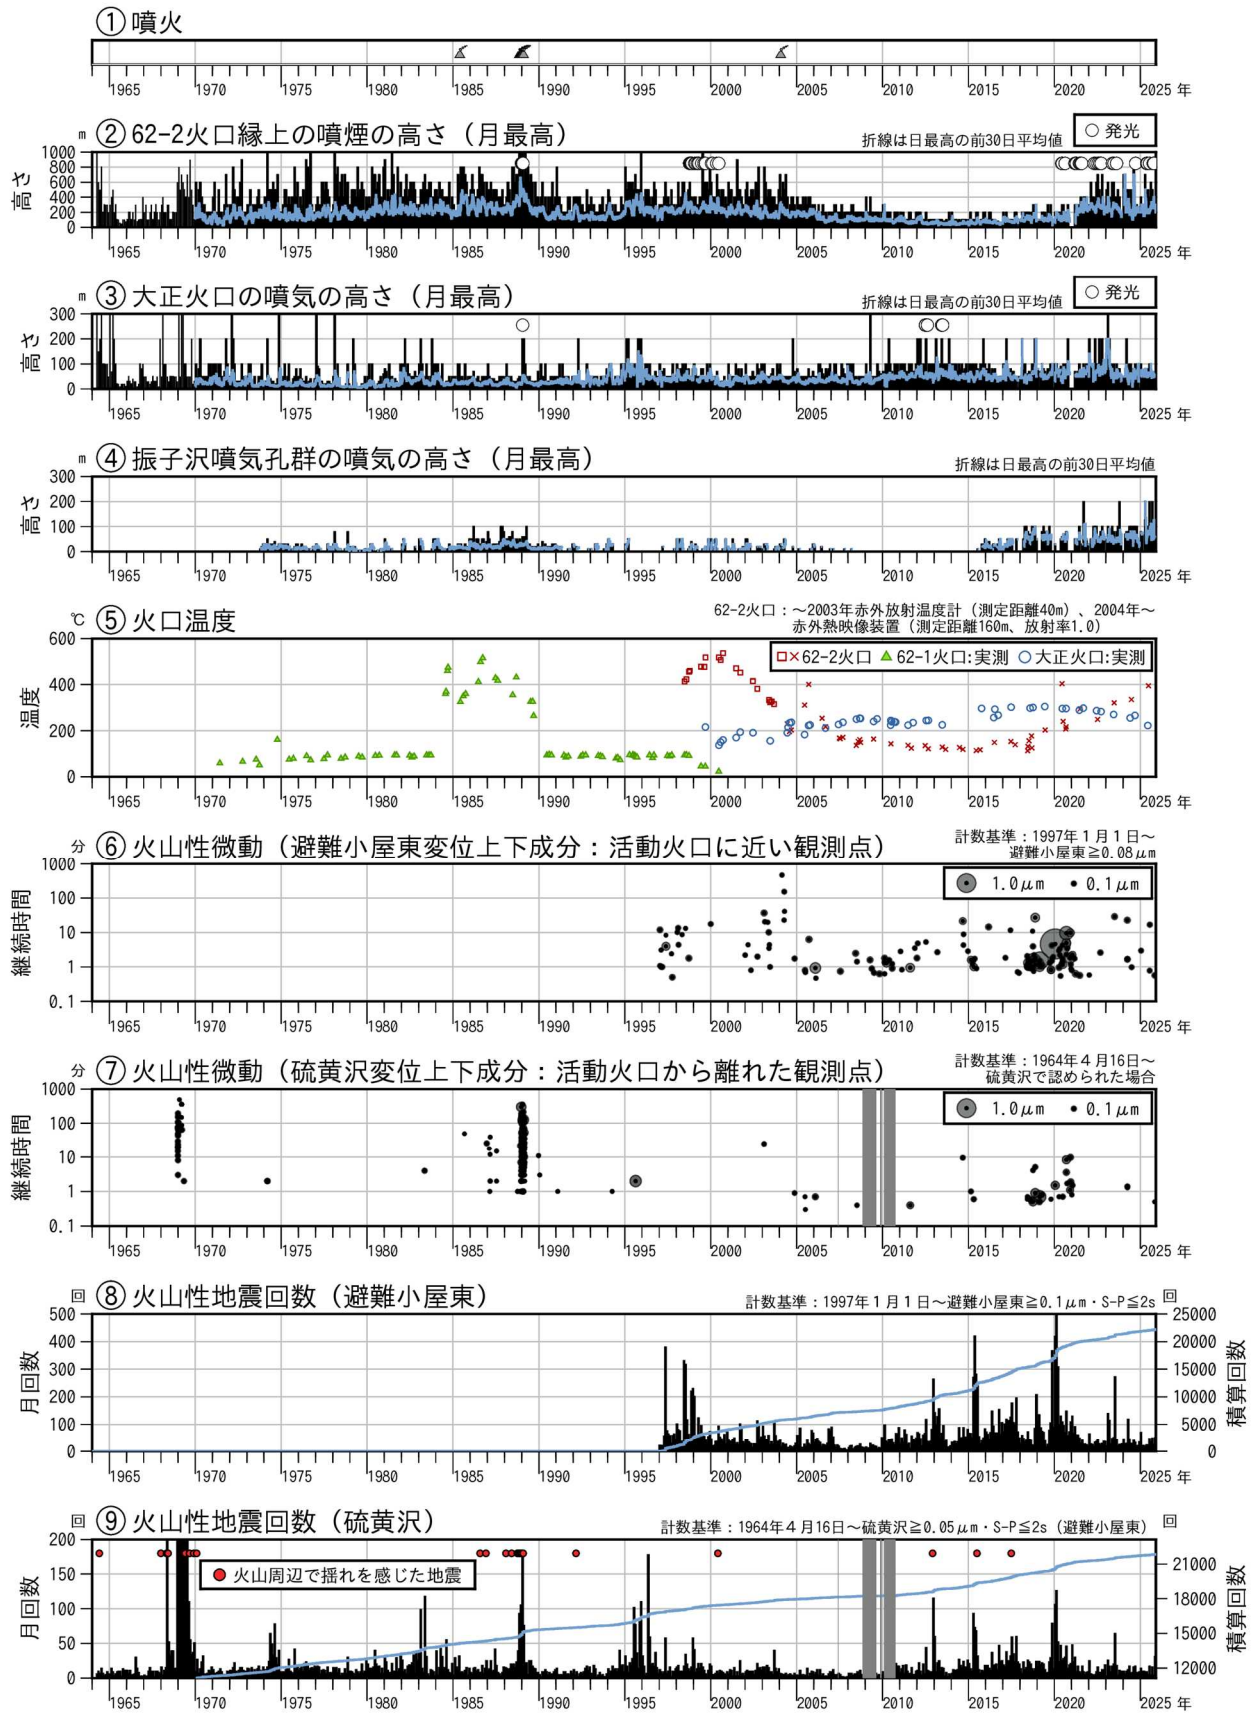 ①噴火
1965 1970 1975 1980 1985 1990 1995 2000 2005 2010 2015 2020 2025 年
m ②62-2火口縁上の噴煙の高さ（月最高） 折線は日最高の前30日平均値 ○ 発光
高さ
1000
800
600
400
200
0
1965 1970 1975 1980 1985 1990 1995 2000 2005 2010 2015 2020 2025 年
m ③大正火口の噴気の高さ（月最高） 折線は日最高の前30日平均値 ○ 発光
高さ
300
200
100
0
1965 1970 1975 1980 1985 1990 1995 2000 2005 2010 2015 2020 2025 年
m ④振子沢噴気孔群の噴気の高さ（月最高） 折線は日最高の前30日平均値
高さ
300
200
100
0
1965 1970 1975 1980 1985 1990 1995 2000 2005 2010 2015 2020 2025 年
℃ ⑤火口温度
62-2火口：～2003年赤外放射温度計（測定距離40m）、2004年～
赤外熱映像装置（測定距離160m、放射率1.0）
□×62-2火口 ▲62-1火口:実測 ○大正火口:実測
温度
600
400
200
0
1965 1970 1975 1980 1985 1990 1995 2000 2005 2010 2015 2020 2025 年
分 ⑥火山性微動（避難小屋東変位上下成分：活動火口に近い観測点）
計数基準：1997年1月1日～
避難小屋東≧0.08μm
1.0μm 0.1μm
継続時間
1000
100
10
1
0.1
1965 1970 1975 1980 1985 1990 1995 2000 2005 2010 2015 2020 2025 年
分 ⑦火山性微動（硫黄沢変位上下成分：活動火口から離れた観測点）
計数基準：1964年4月16日～
硫黄沢で認められた場合
1.0μm 0.1μm
継続時間
1000
100
10
1
0.1
1965 1970 1975 1980 1985 1990 1995 2000 2005 2010 2015 2020 2025 年
回 ⑧火山性地震回数（避難小屋東） 計数基準：1997年1月1日～避難小屋東≧0.1μm・S-P≦2s 回
月回数 積算回数
500 25000
400 20000
300 15000
200 10000
100 5000
0 0
1965 1970 1975 1980 1985 1990 1995 2000 2005 2010 2015 2020 2025 年
回 ⑨火山性地震回数（硫黄沢） 計数基準：1964年4月16日～硫黄沢≧0.05μm・S-P≦2s（避難小屋東） 回
火山周辺で揺れを感じた地震
月回数 積算回数
200
150
100
50
0
21000
18000
15000
12000
1965 1970 1975 1980 1985 1990 1995 2000 2005 2010 2015 2020 2025 年